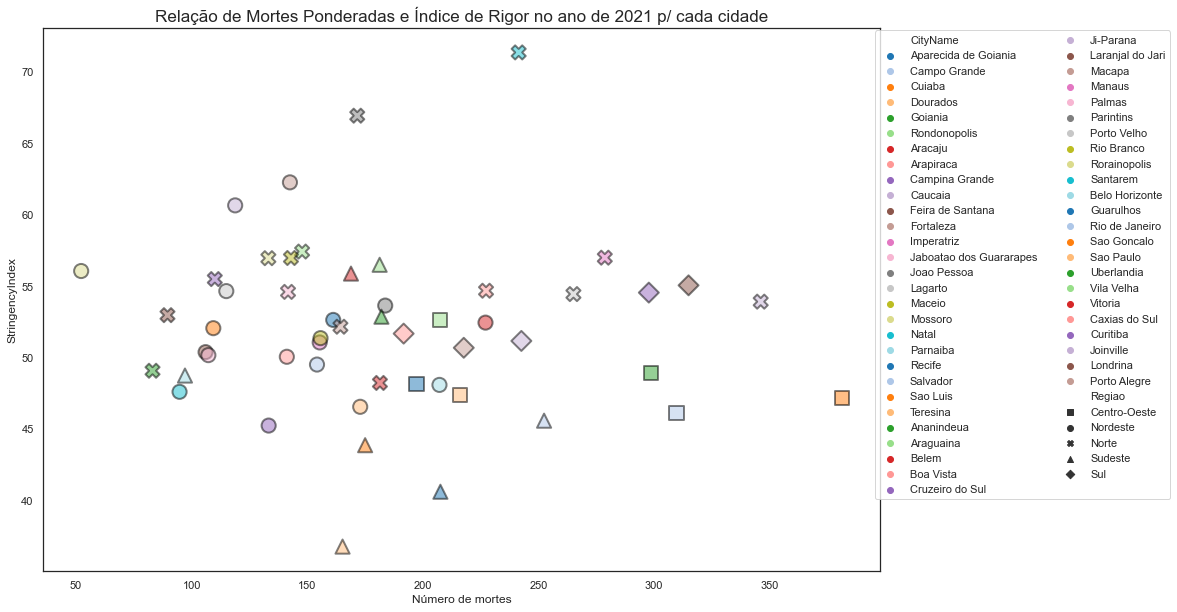 Relação de Mortes Ponderadas e Índice de Rigor no ano de 2021 p/ cada cidade
StringencyIndex
70
65
60
55
50
45
40
50
100
150
200
250
300
350
Número de mortes
CityName
Aparecida de Goiania
Campo Grande
Cuiaba
Dourados
Goiania
Rondonopolis
Aracaju
Arapiraca
Campina Grande
Caucaia
Feira de Santana
Fortaleza
Imperatriz
Jaboatao dos Guararapes
Joao Pessoa
Lagarto
Maceio
Mossoro
Natal
Parnaiba
Recife
Salvador
Sao Luis
Teresina
Ananindeua
Araguaina
Belem
Boa Vista
Cruzeiro do Sul
Ji-Parana
Laranjal do Jari
Macapa
Manaus
Palmas
Parintins
Porto Velho
Rio Branco
Rorainopolis
Santarem
Belo Horizonte
Guarulhos
Rio de Janeiro
Sao Goncalo
Sao Paulo
Uberlandia
Vila Velha
Vitoria
Caxias do Sul
Curitiba
Joinville
Londrina
Porto Alegre
Regiao
Centro-Oeste
Nordeste
Norte
Sudeste
Sul